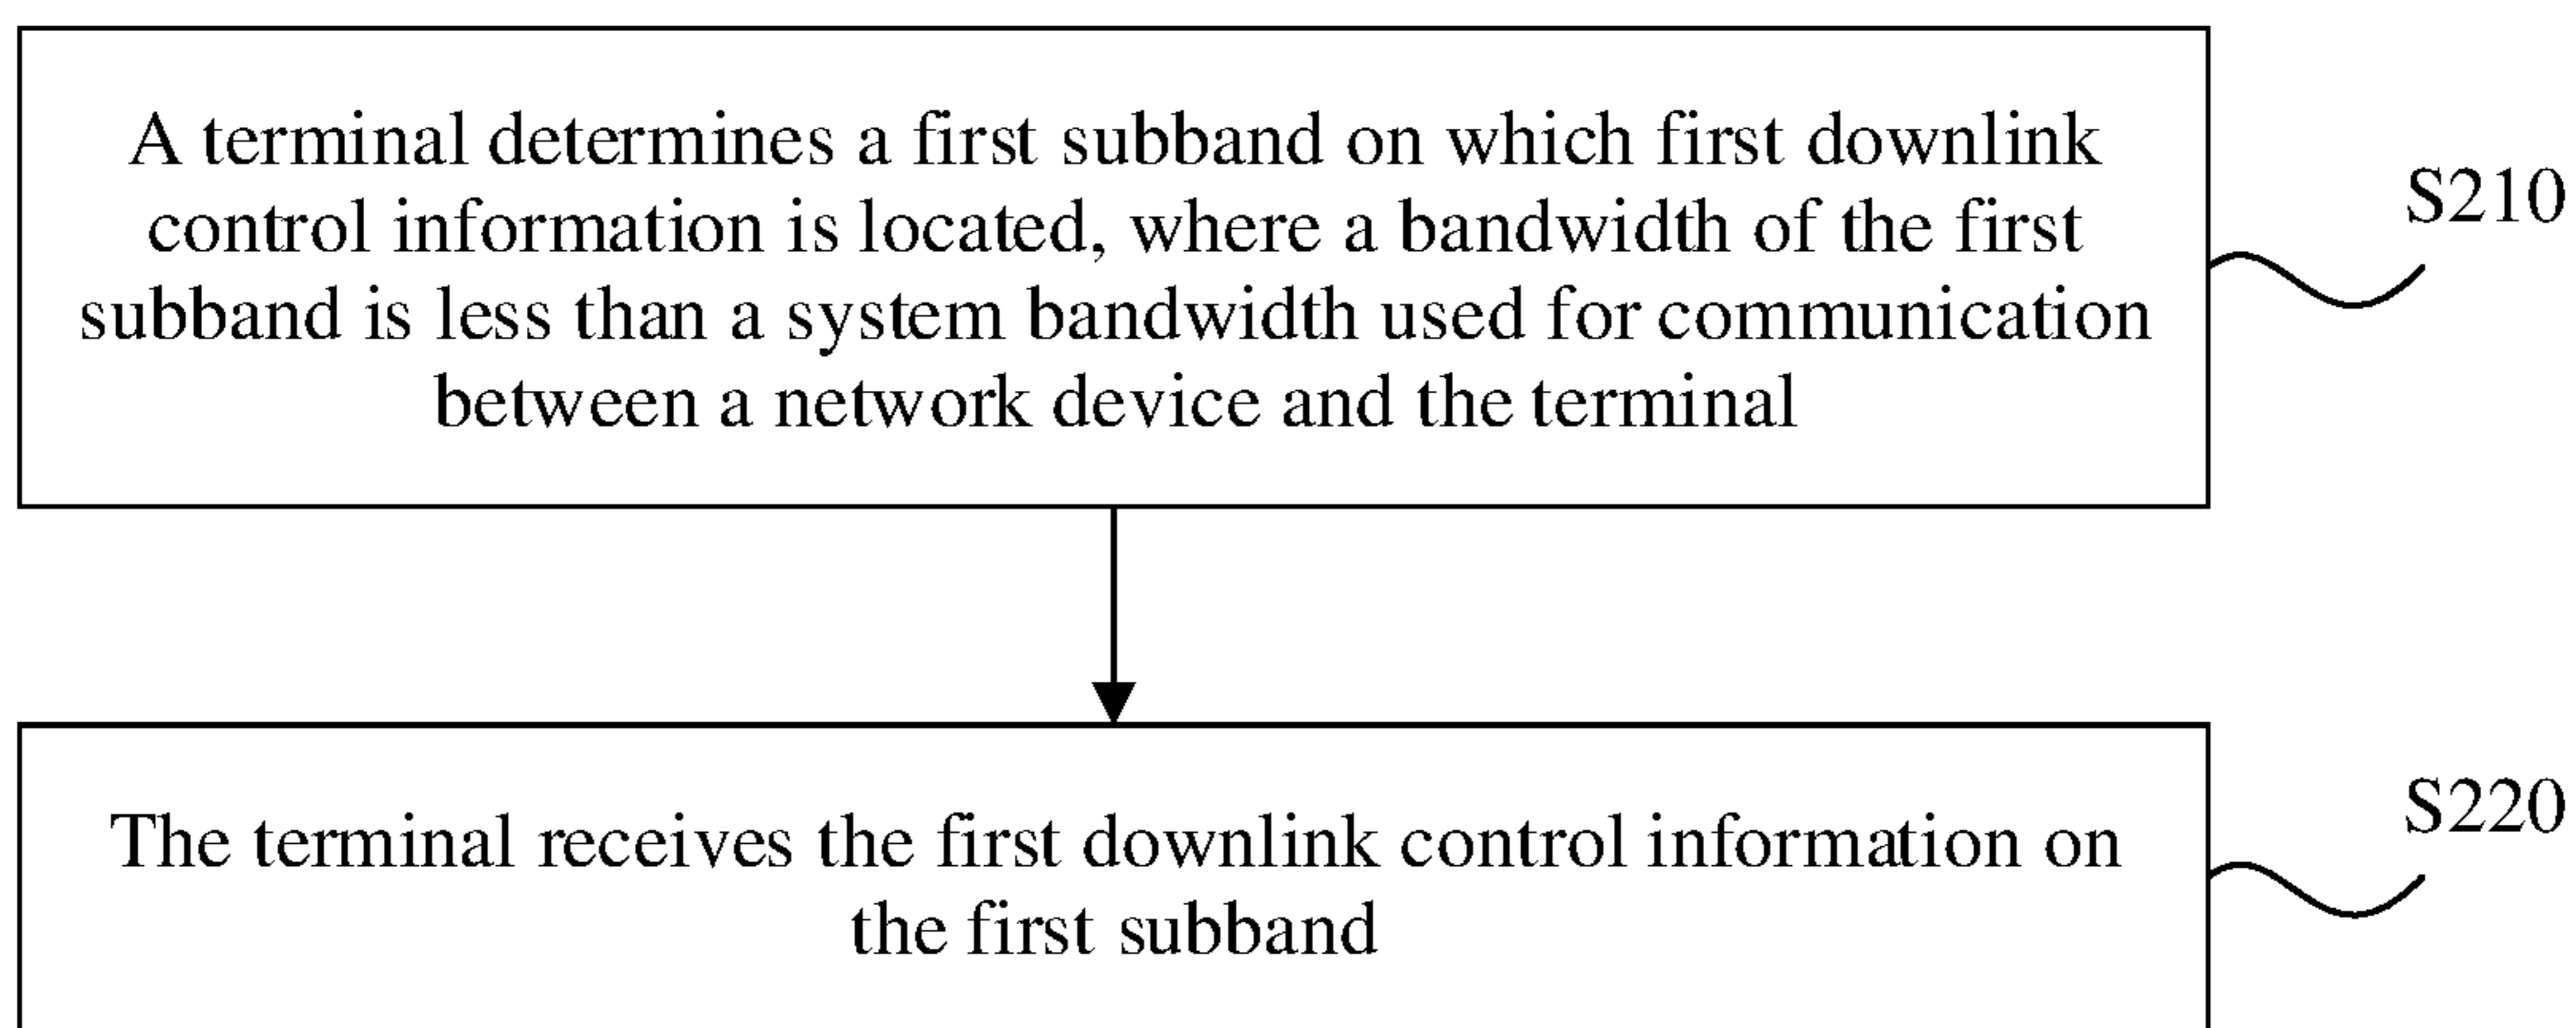 A terminal determines a first subband on which first downlink
control information is located, where a bandwidth of the first
subband is less than a system bandwidth used for communication
between a network device and the terminal
S210
The terminal receives the first downlink control information on
the first subband
S220